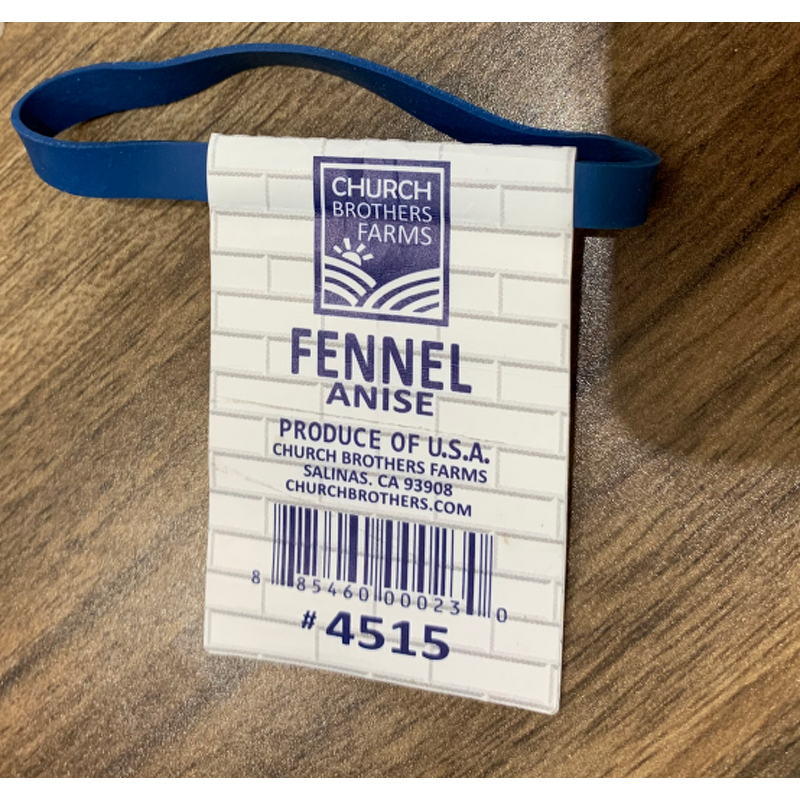 CHURCH
BROTHERS
FARMS
FENNEL
ANISE
PRODUCE OF U.S.A.
CHURCH BROTHERS FARMS
SALINAS. CA 93908
CHURCHBROTHERS.COM
8 85460 00023 0
# 4515